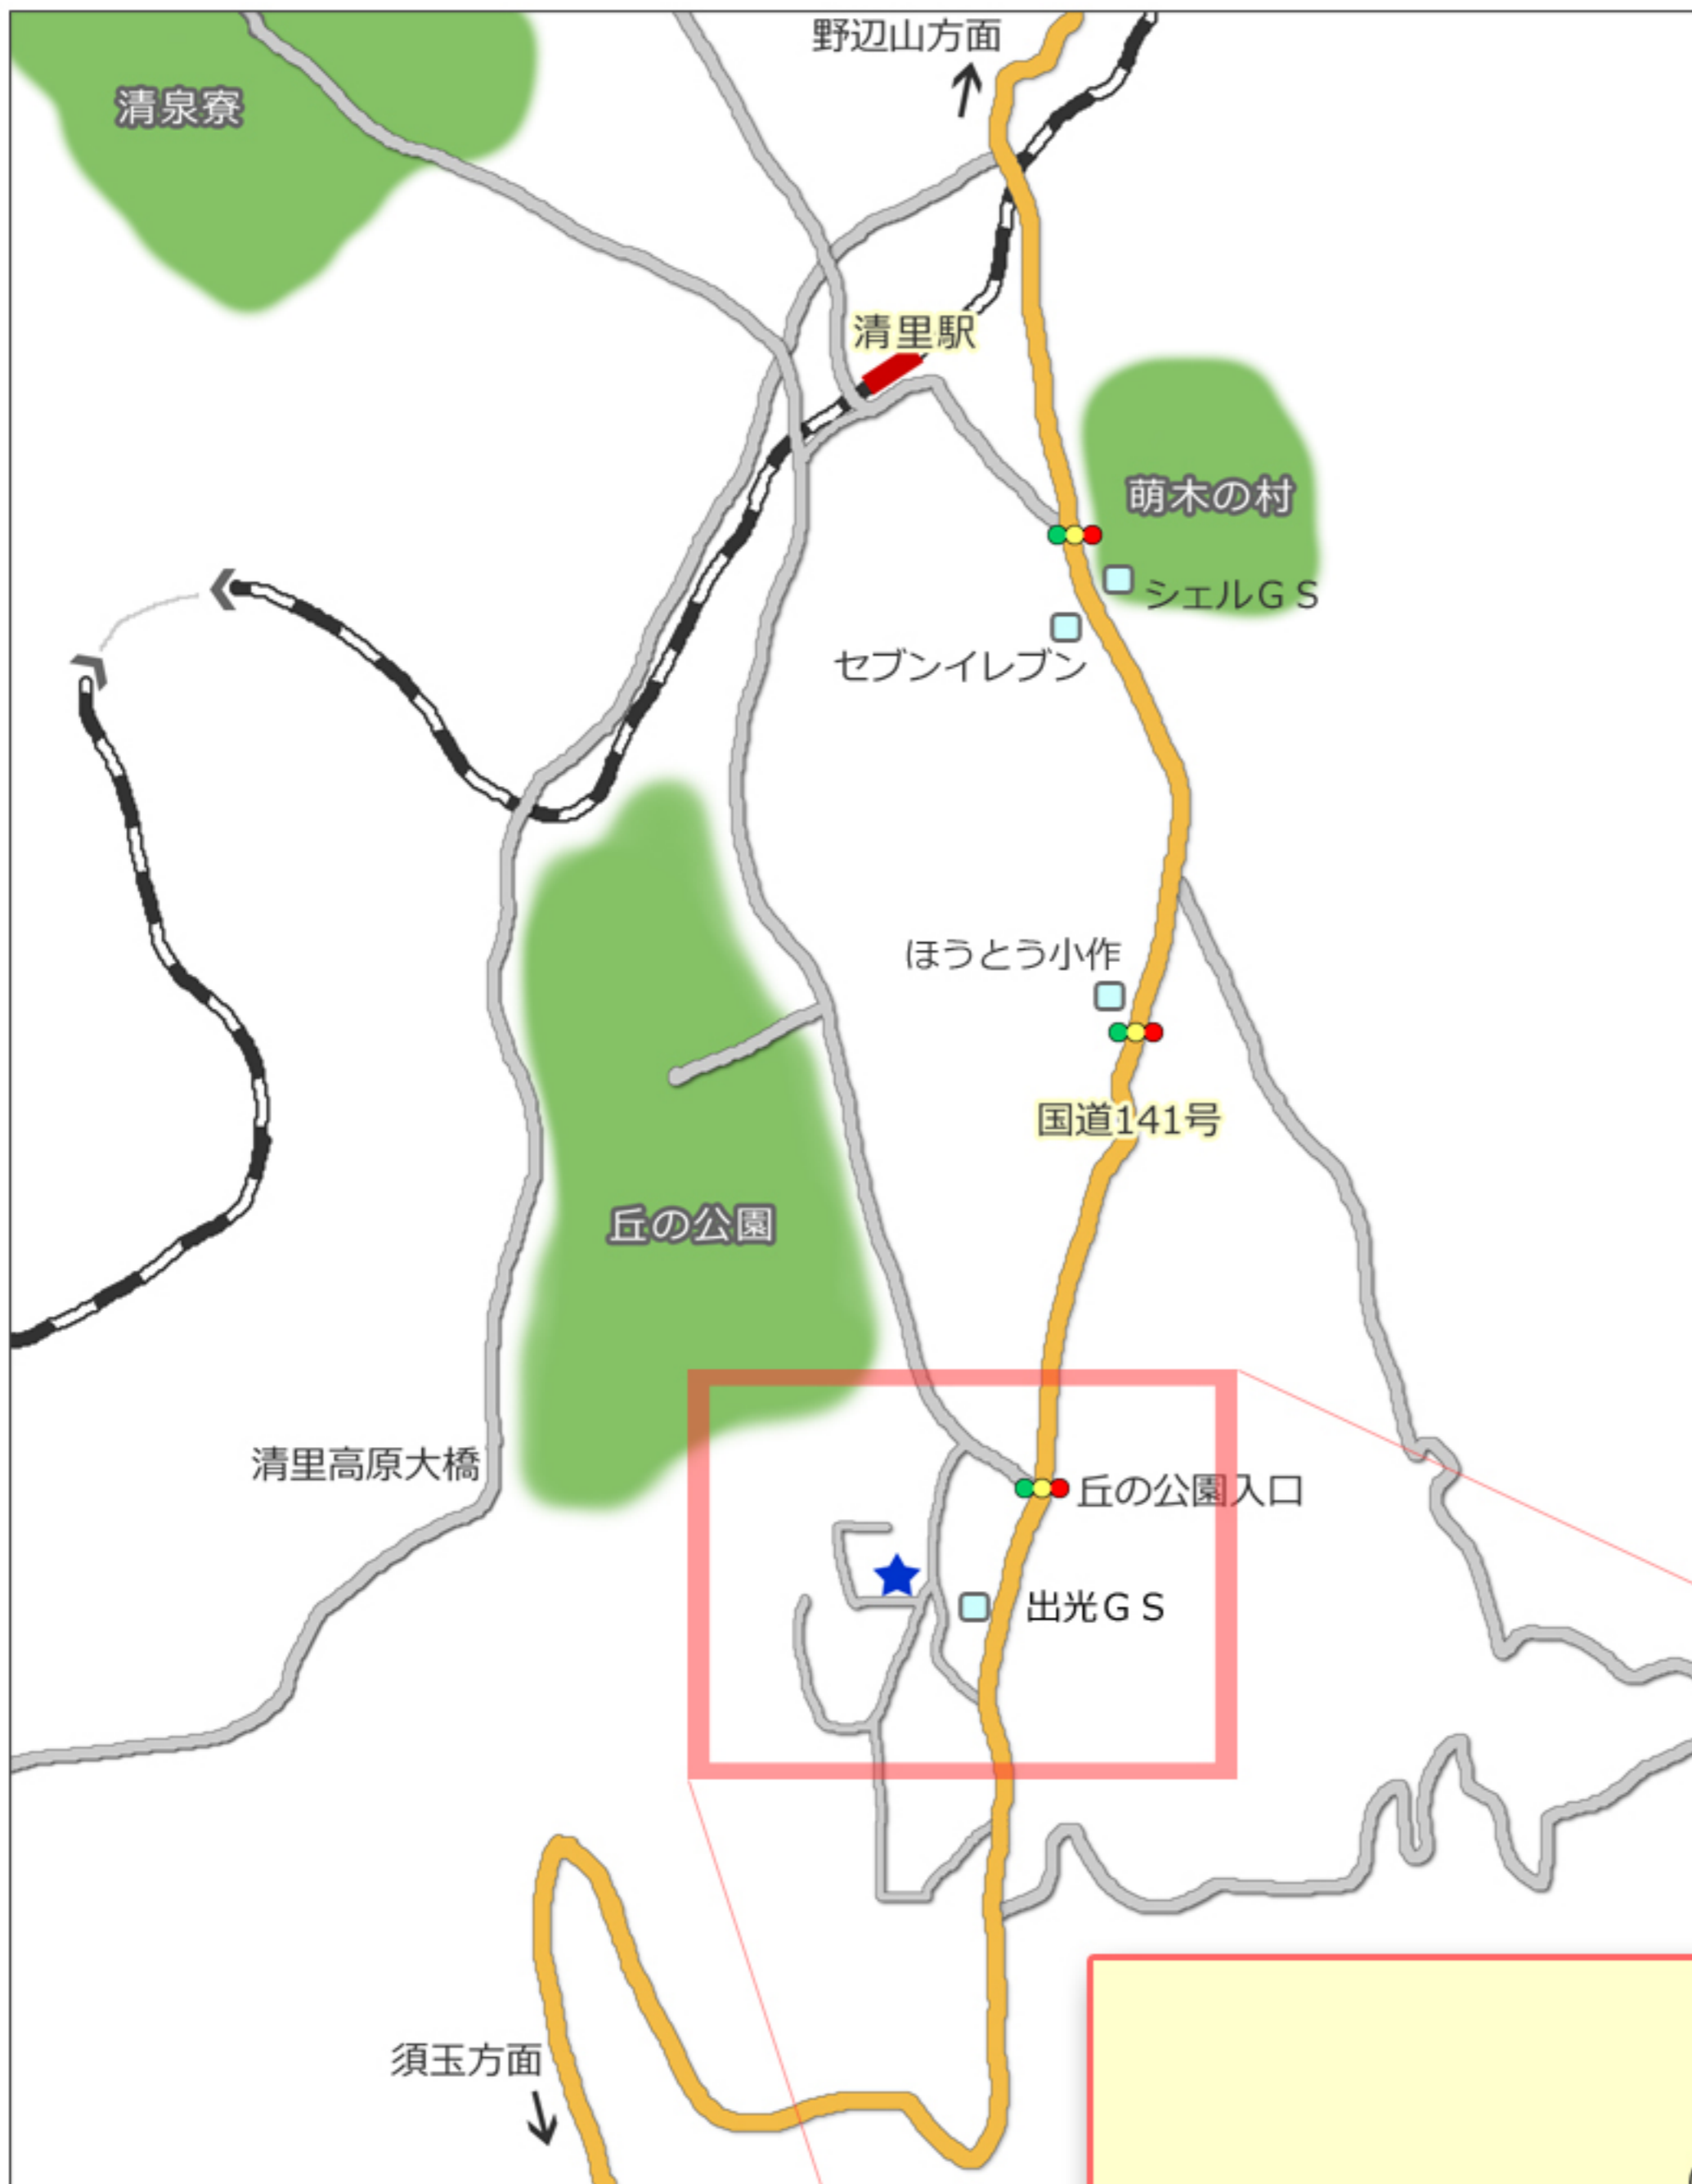 野辺山方面
清泉寮
清里駅
萌木の村
シェルＧＳ
セブンイレブン
ほうとう小作
国道141号
丘の公園
清里高原大橋
丘の公園入口
出光ＧＳ
須玉方面